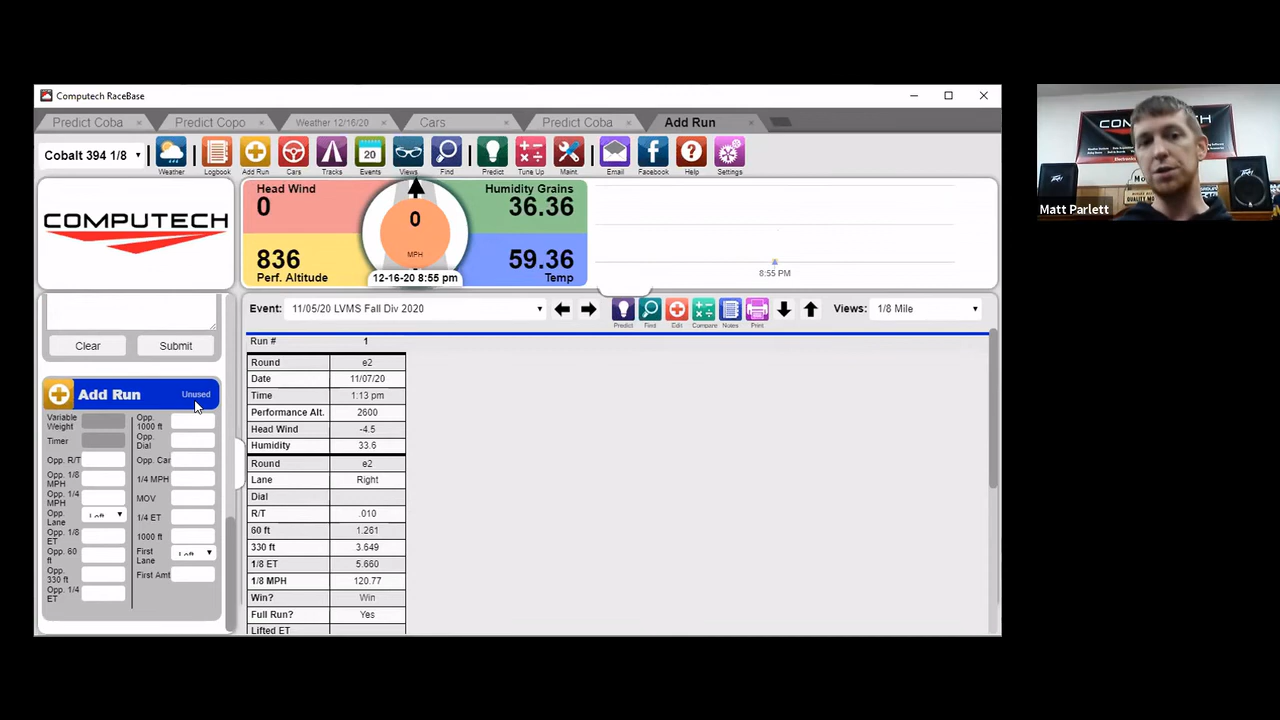 Computech RaceBase
Predict Coba × Predict Copo × Weather 12/16/20 × Cars × Predict Coba × Add Run ×
Cobalt 394 1/8
Weather Logbook Add Run Cars Tracks Events Views Find Predict Tune Up Maint. Email Facebook Help Settings
20
COMPUTECH
Head Wind
0
Humidity Grains
36.36
0
MPH
836
Perf. Altitude
59.36
Temp
12-16-20 8:55 pm
8:55 PM
Matt Parlett
Event: 11/05/20 LVMS Fall Div 2020
Predict Find Edit Compare Notes Print
Views: 1/8 Mile
Clear Submit
Add Run Unused
Variable Weight
Timer
Opp. R/T
Opp. 1/8 MPH
Opp. 1/4 MPH
Opp. Lane Left
Opp. 1/8 ET
Opp. 60 ft
Opp. 330 ft
Opp. 1/4 ET
Opp. 1000 ft
Opp. Dial
Opp. Car
1/4 MPH
MOV
1/4 ET
1000 ft
First Lane Left
First Amt
Run # 1
Round e2
Date 11/07/20
Time 1:13 pm
Performance Alt. 2600
Head Wind -4.5
Humidity 33.6
Round e2
Lane Right
Dial
R/T .010
60 ft 1.261
330 ft 3.649
1/8 ET 5.660
1/8 MPH 120.77
Win? Win
Full Run? Yes
Lifted ET